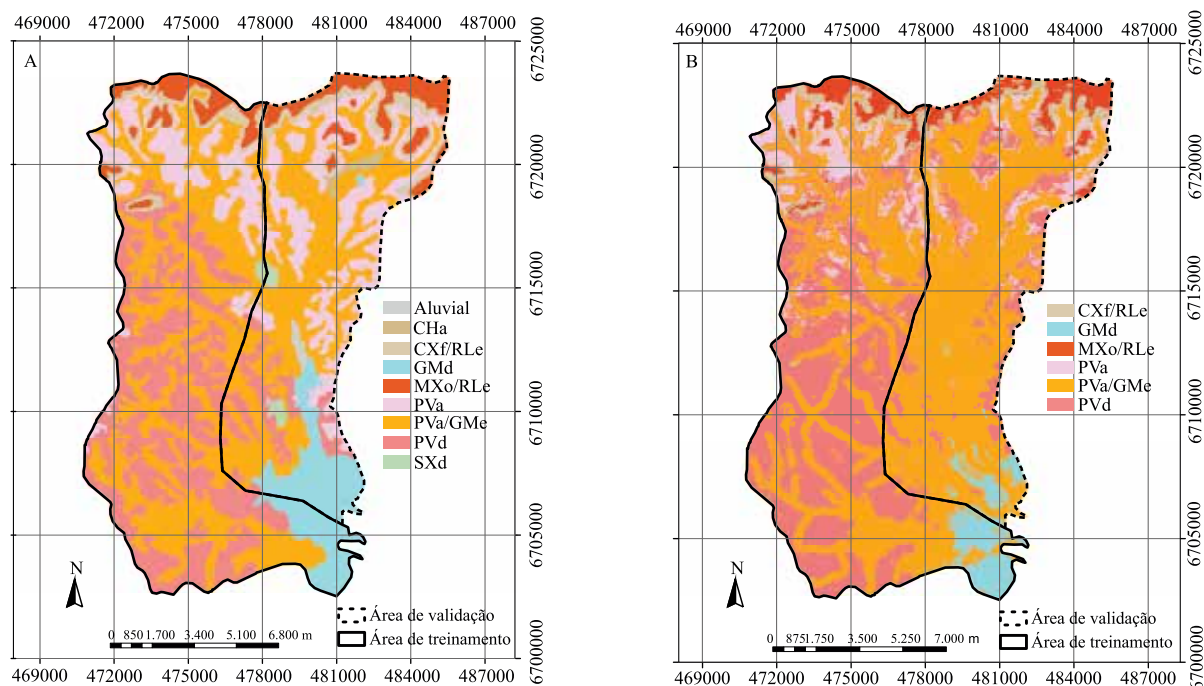 469000 472000 475000 478000 481000 484000 487000
A
6725000
6720000
6715000
6710000
6705000
6700000
Aluvial
CHa
CXf/RLe
GMd
MXo/RLe
PVa
PVa/GMe
PVd
SXd
N
0 850 1.700 3.400 5.100 6.800 m
Área de validação
Área de treinamento
469000 472000 475000 478000 481000 484000 487000
469000 472000 475000 478000 481000 484000 487000
B
6725000
6720000
6715000
6710000
6705000
6700000
CXf/RLe
GMd
MXo/RLe
PVa
PVa/GMe
PVd
N
0 875 1.750 3.500 5.250 7.000 m
Área de validação
Área de treinamento
469000 472000 475000 478000 481000 484000 487000